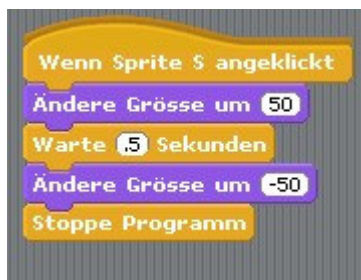 Wenn Sprite S angeklickt
Ändere Grösse um 50
Warte .5 Sekunden
Ändere Grösse um -50
Stoppe Programm